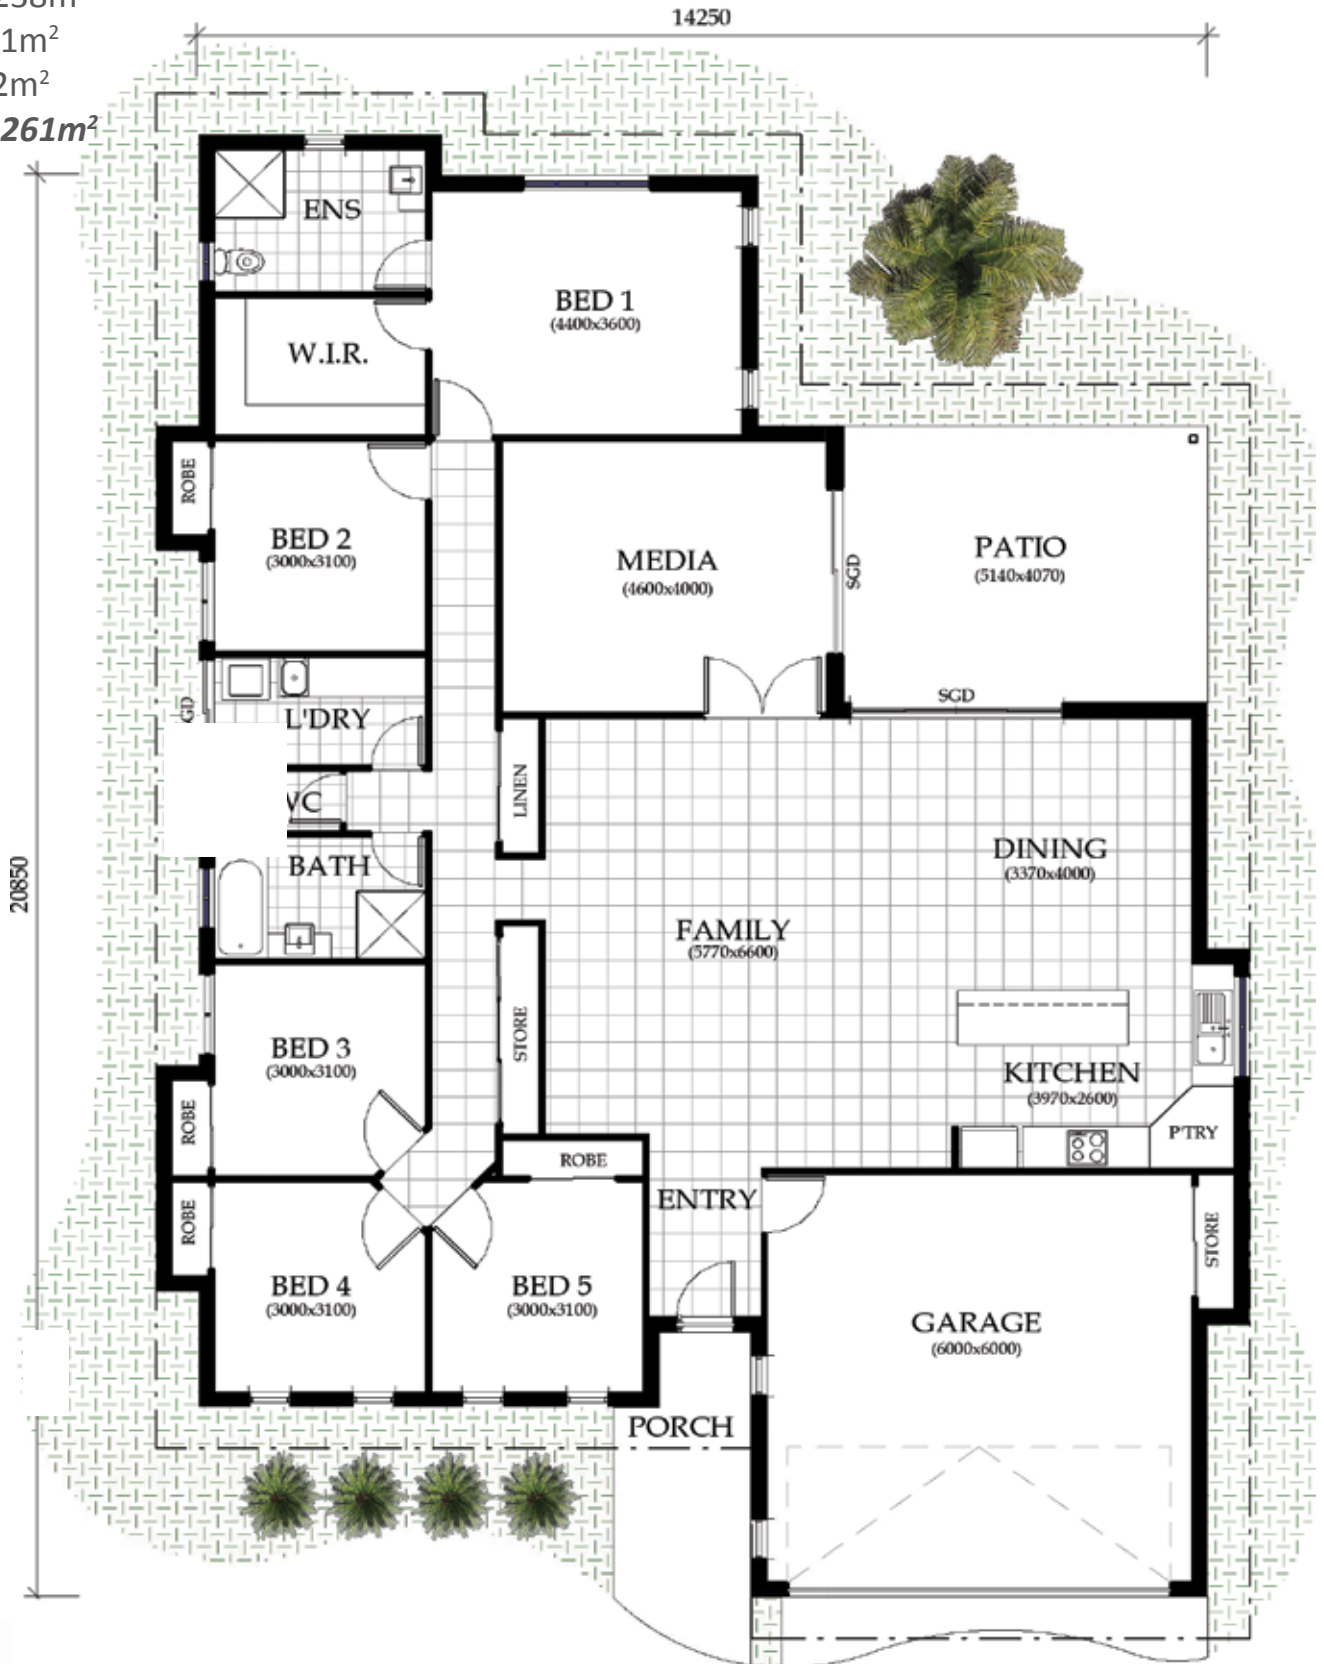 238m
1m²
2m²
261m²
14250
20850
ENS
W.I.R.
BED 1
(4400x3600)
ROBE
BED 2
(3000x3100)
MEDIA
(4600x4000)
SGD
PATIO
(5140x4070)
SGD
GD
L'DRY
LINEN
WC
BATH
DINING
(3370x4000)
FAMILY
(5770x6600)
STORE
BED 3
(3000x3100)
KITCHEN
(3970x2600)
P'TRY
ROBE
ROBE
ROBE
ENTRY
STORE
BED 4
(3000x3100)
BED 5
(3000x3100)
GARAGE
(6000x6000)
PORCH